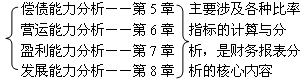 偿债能力分析——第 5 章
营运能力分析——第 6 章
盈利能力分析——第 7 章
发展能力分析——第 8 章
主要涉及各种比率
指标的计算与分
析，是财务报表分
析的核心内容